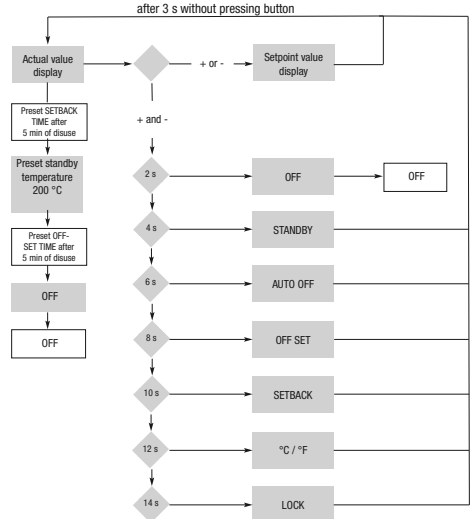 after 3 s without pressing button
Actual value
display
+ or -
Setpoint value
display
Preset SETBACK
TIME after
5 min of disuse
+ and -
Preset standby
temperature
200 °C
2 s
OFF
OFF
Preset OFF-
SET TIME after
5 min of disuse
4 s
STANDBY
OFF
6 s
AUTO OFF
OFF
8 s
OFF SET
10 s
SETBACK
12 s
°C / °F
14 s
LOCK